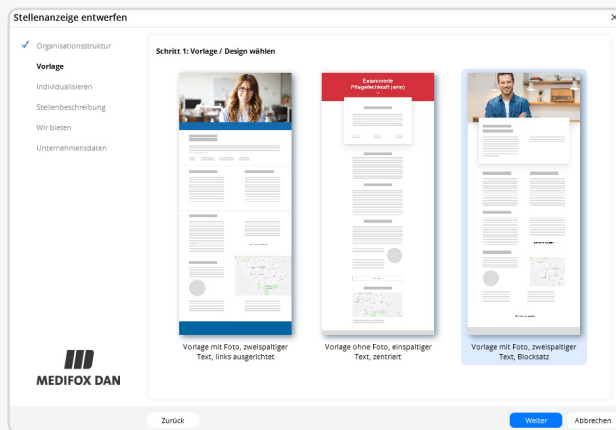 Stellenanzeige entwerfen
Organisationsstruktur
Vorlage
Individualisieren
Stellenbeschreibung
Wir bieten
Unternehmensdaten
MEDIFOX DAN
Schritt 1: Vorlage / Design wählen
Examinierte
Pflegefachkraft (w/m)
Vorlage mit Foto, zweispaltiger
Text, links ausgerichtet
Vorlage ohne Foto, einspaltiger
Text, zentriert
Vorlage mit Foto, zweispaltiger
Text, Blocksatz
Zurück
Weiter
Abbrechen